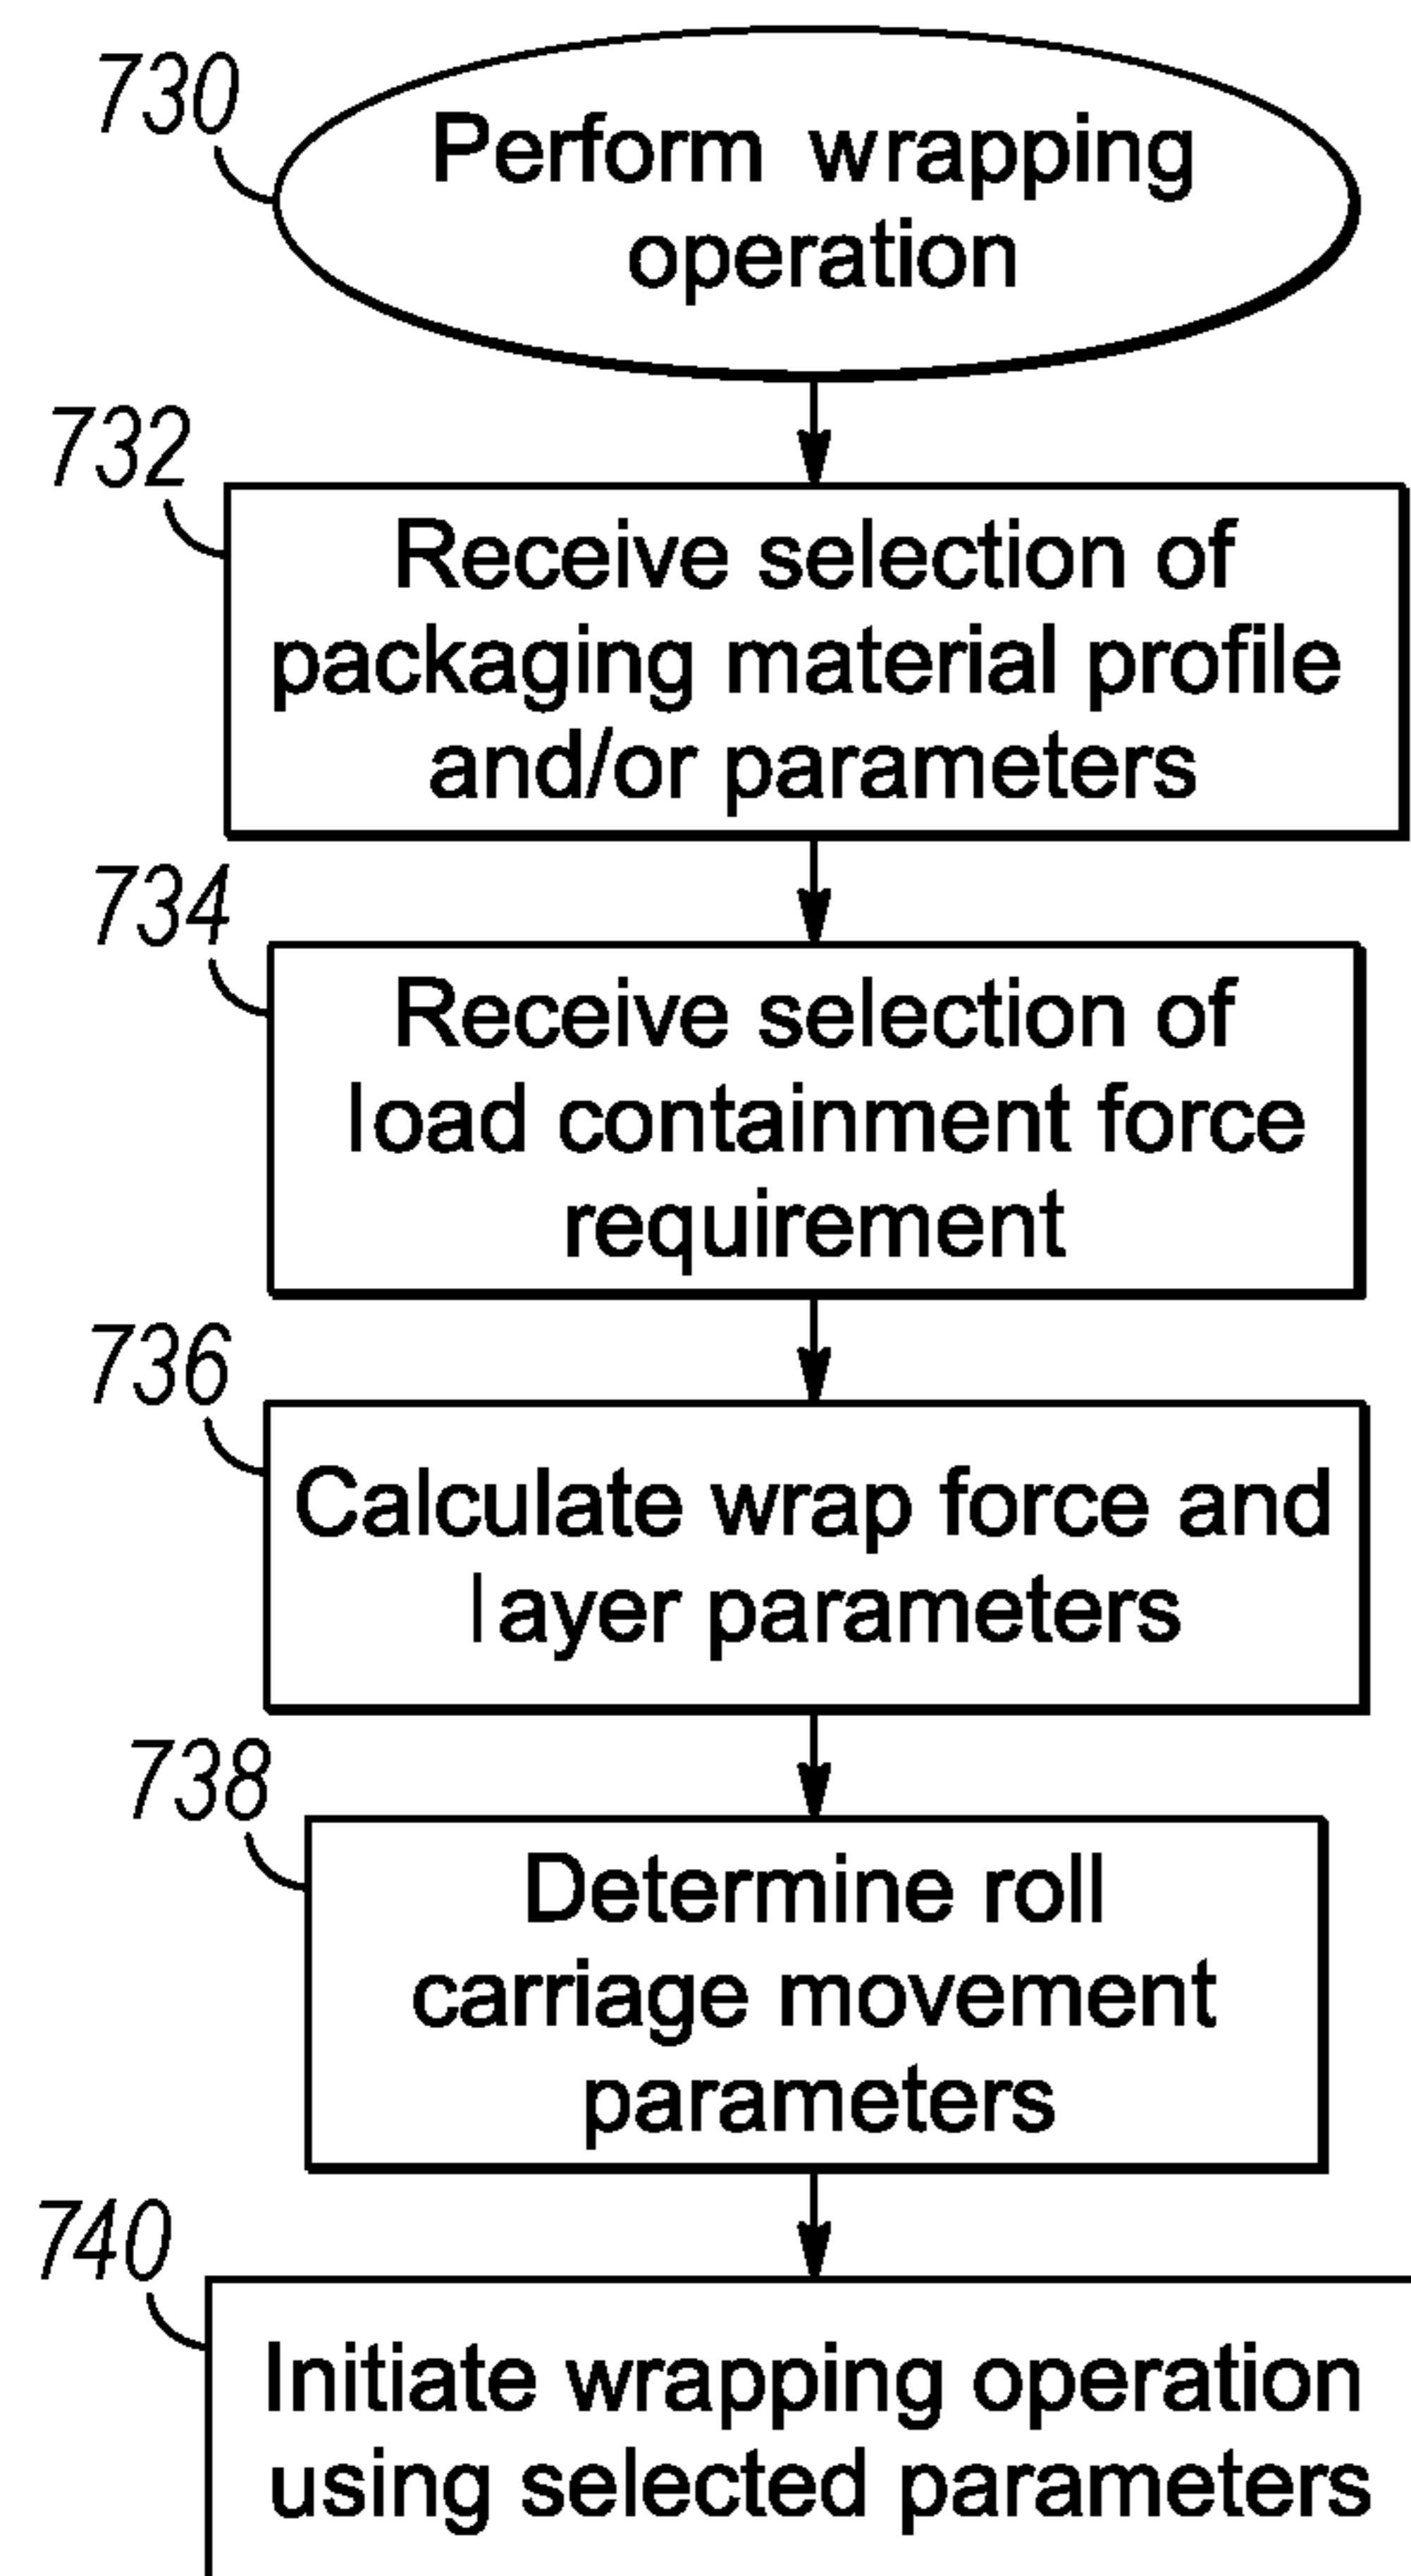 730
Perform wrapping
operation
732
Receive selection of
packaging material profile
and/or parameters
734
Receive selection of
load containment force
requirement
736
Calculate wrap force and
layer parameters
738
Determine roll
carriage movement
parameters
740
Initiate wrapping operation
using selected parameters